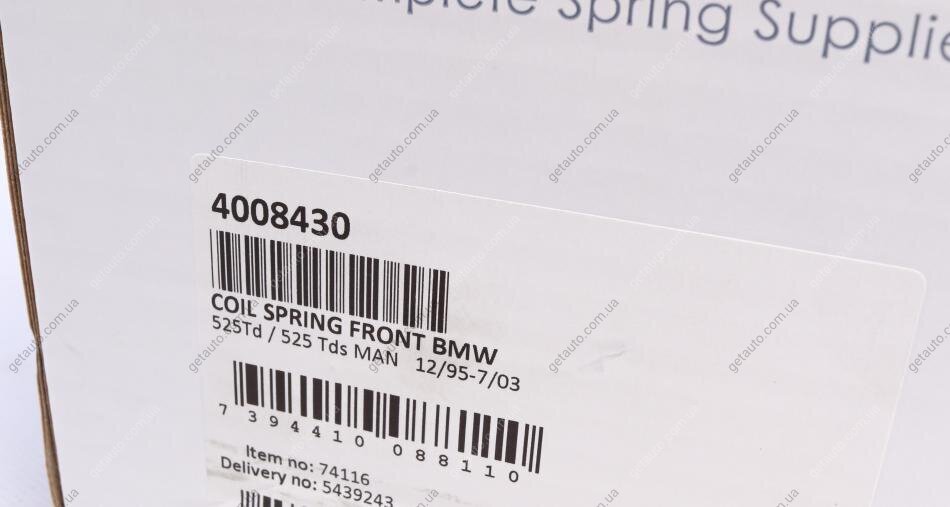 Complete Spring Supplie
4008430
COIL SPRING FRONT BMW
525Td / 525 Tds MAN 12/95-7/03
7 394410 088110
Item no: 74116
Delivery no: 5439243
getauto.com.ua